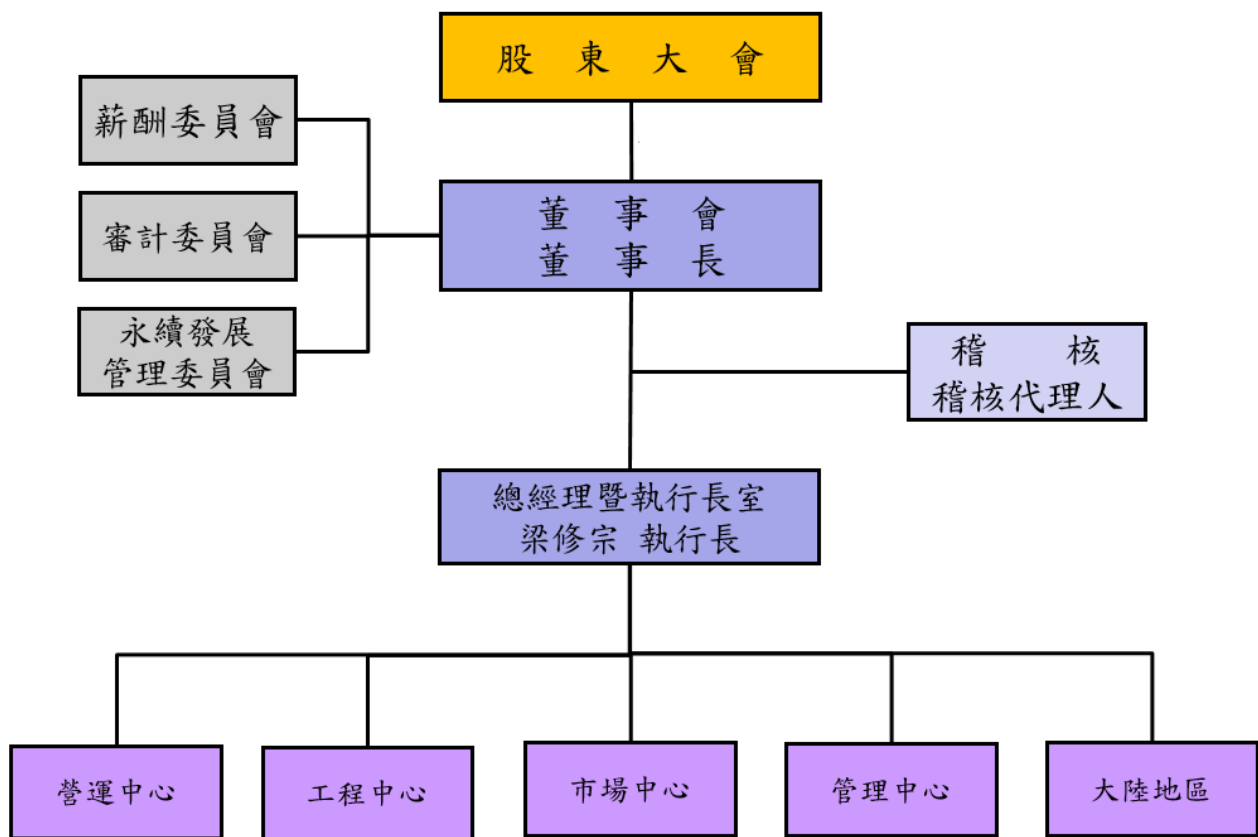 股東大會
薪酬委員會
審計委員會
永續發展
管理委員會
董事會
董事長
稽核
稽核代理人
總經理暨執行長室
梁修宗 執行長
營運中心
工程中心
市場中心
管理中心
大陸地區